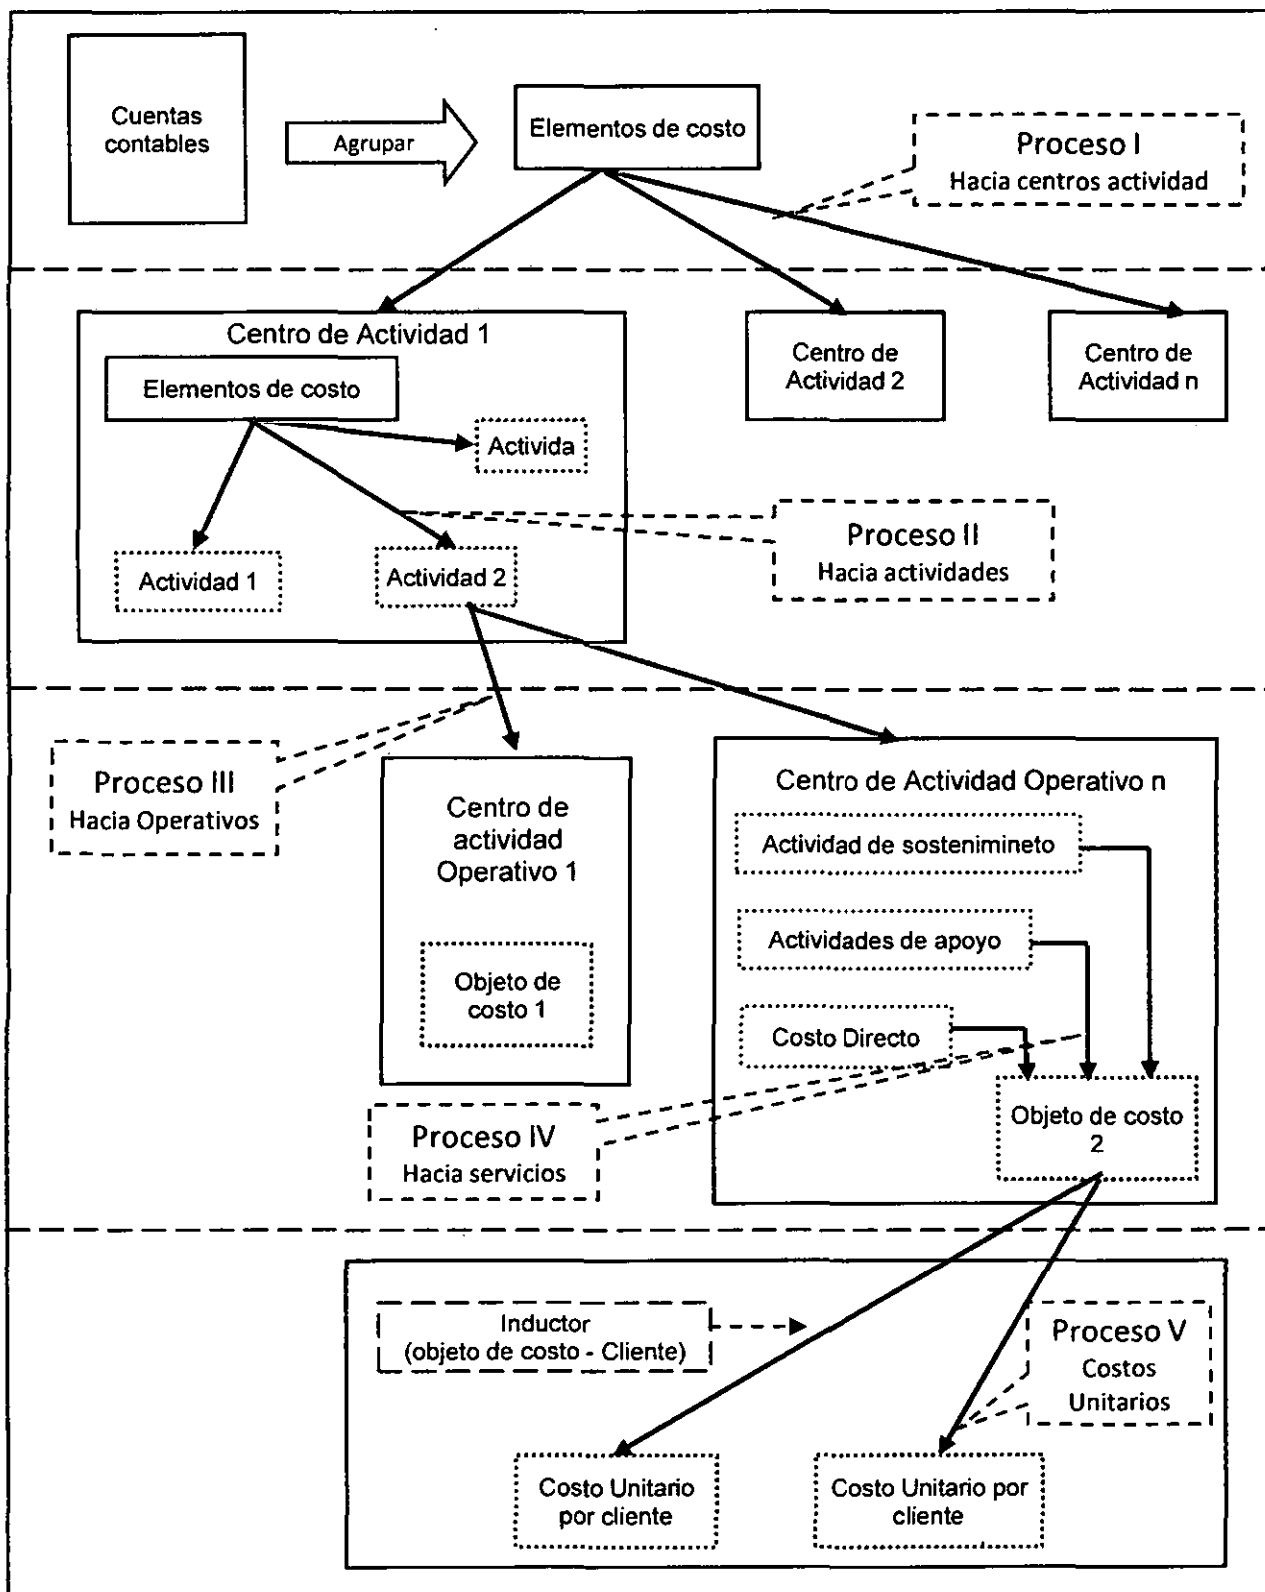 Cuentas
contables
Agrupar
Elementos de costo
Proceso I
Hacia centros actividad
Centro de Actividad 1
Elementos de costo
Activida
Actividad 1
Actividad 2
Centro de
Actividad 2
Centro de
Actividad n
Proceso II
Hacia actividades
Proceso III
Hacia Operativos
Centro de
actividad
Operativo 1
Objeto de
costo 1
Centro de Actividad Operativo n
Actividad de sostenimineto
Actividades de apoyo
Costo Directo
Objeto de costo
2
Proceso IV
Hacia servicios
Inductor
(objeto de costo - Cliente)
Proceso V
Costos
Unitarios
Costo Unitario
por cliente
Costo Unitario por
cliente